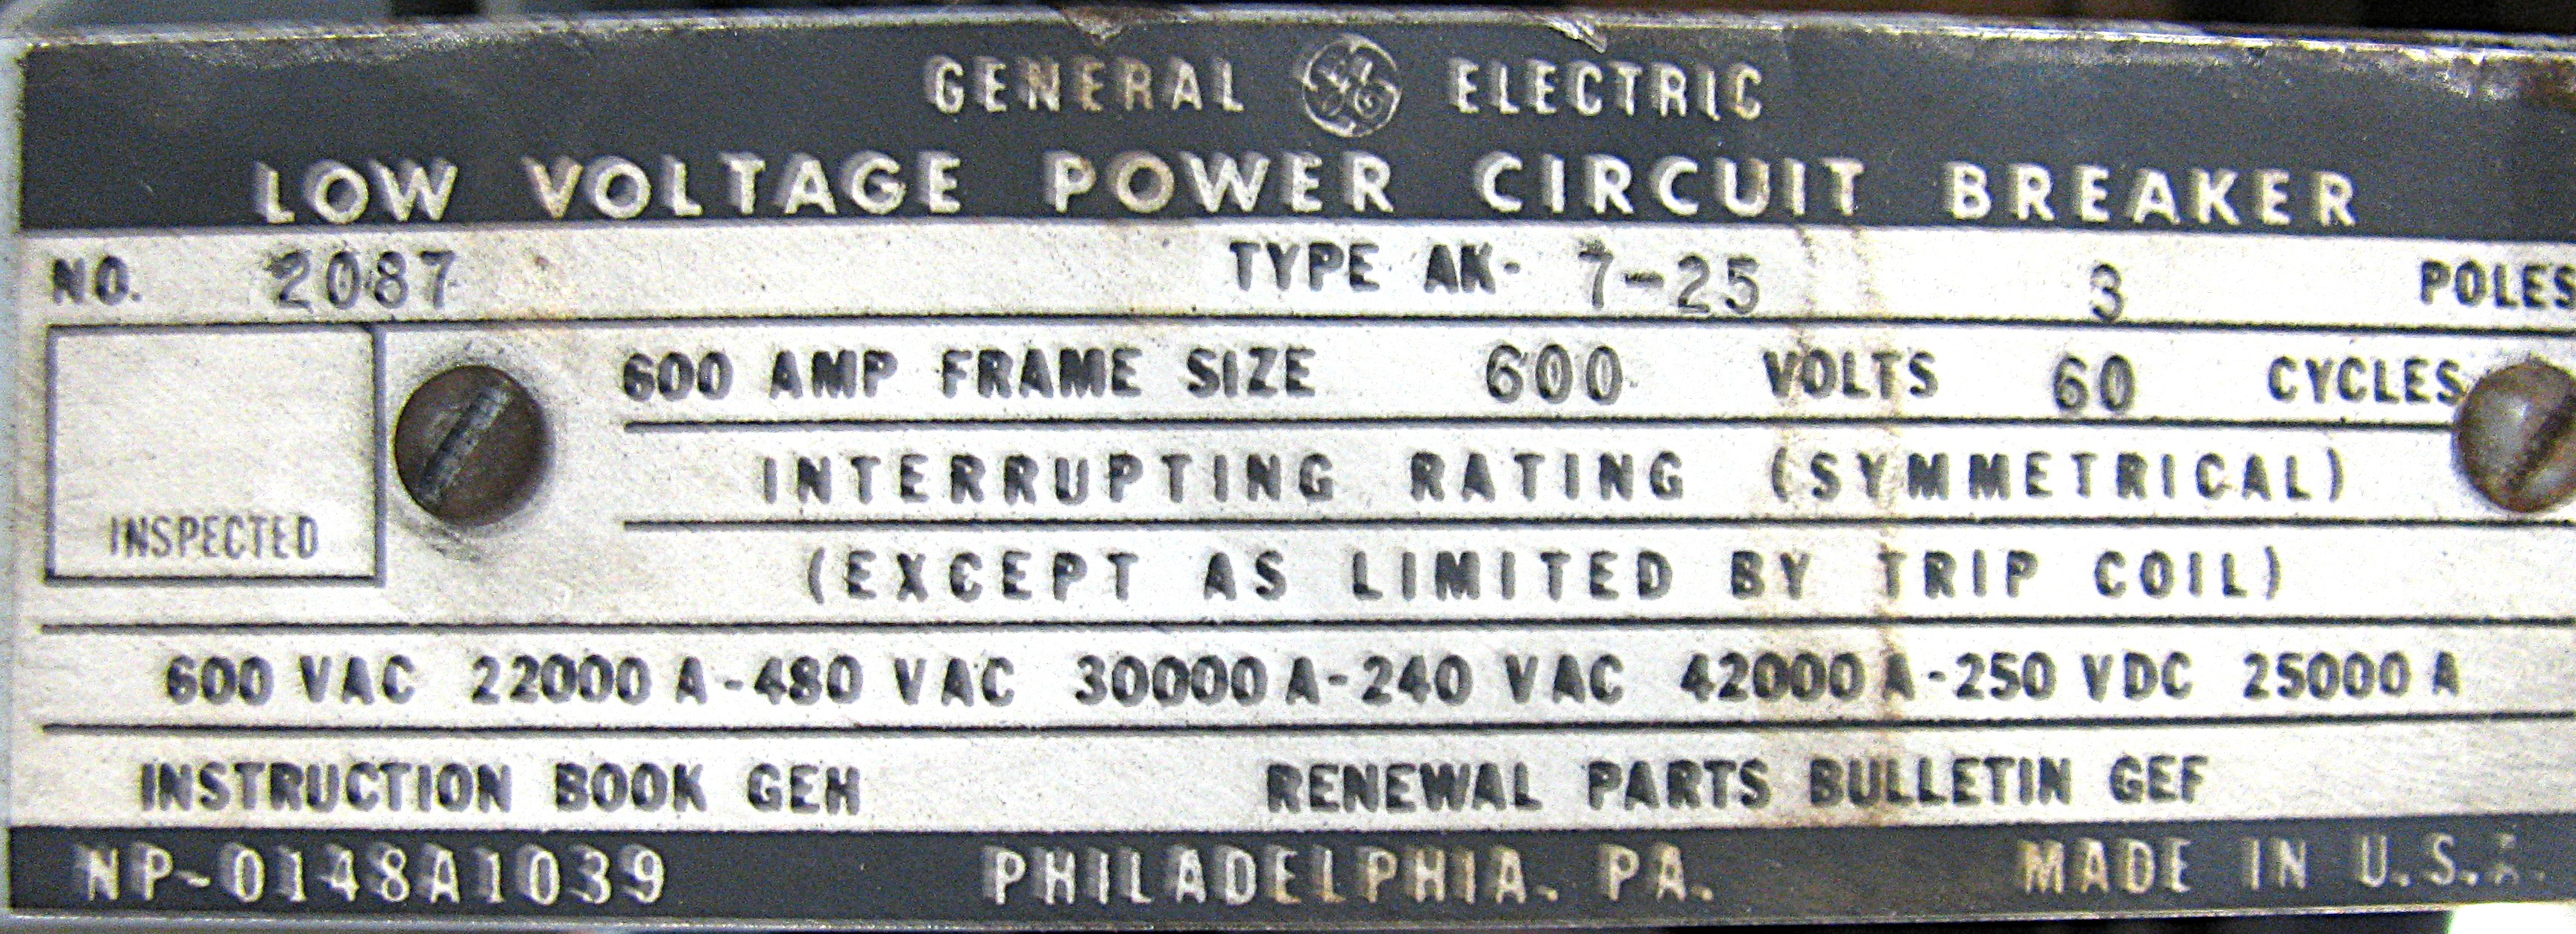 GENERAL GE ELECTRIC
LOW VOLTAGE POWER CIRCUIT BREAKER
NO. 2087 TYPE AK- 7-25 3 POLES
600 AMP FRAME SIZE 600 VOLTS 60 CYCLES
INTERRUPTING RATING (SYMMETRICAL)
INSPECTED
(EXCEPT AS LIMITED BY TRIP COIL)
600 VAC 22000 A-480 VAC 30000 A-240 VAC 42000 A-250 VDC 25000 A
INSTRUCTION BOOK GEH RENEWAL PARTS BULLETIN GEF
NP-0148A1039 PHILADELPHIA. PA. MADE IN U.S.A.